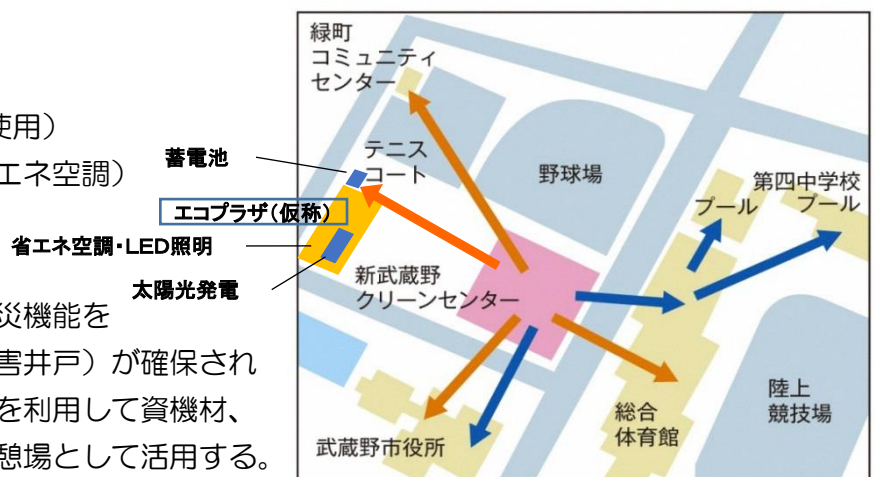 使用）
エネ空調）
災機能を
害井戸）が確保され
を利用して資機材、
憩場として活用する。
蓄電池
エコプラザ（仮称）
省エネ空調・LED照明
太陽光発電
緑町
コミュニティ
センター
テニス
コート
野球場
第四中学校
プール
プール
新武蔵野
クリーンセンター
総合
体育館
陸上
競技場
武蔵野市役所